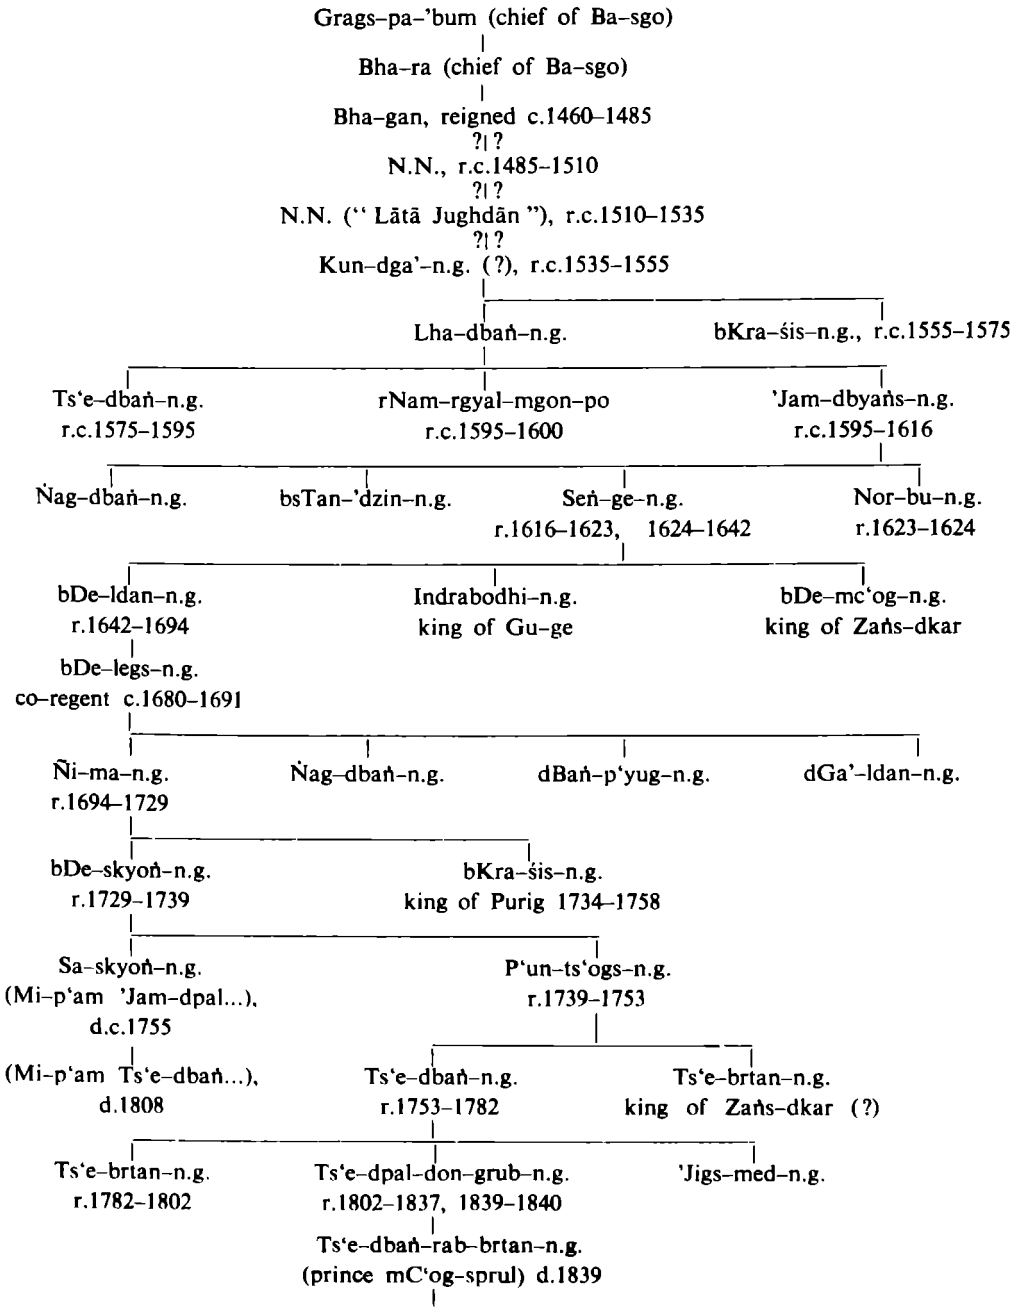 Grags–pa–’bum (chief of Ba–sgo)
Bha–ra (chief of Ba–sgo)
Bha–gan, reigned c.1460–1485
?|?
N.N., r.c.1485–1510
?|?
N.N. (“ Lātā Jughdān ”), r.c.1510–1535
?|?
Kun–dga’–n.g. (?), r.c.1535–1555
Lha–dbaṅ–n.g. bKra–śis–n.g., r.c.1555–1575
Ts‘e–dbaṅ–n.g. rNam–rgyal–mgon–po ’Jam–dbyaṅs–n.g.
r.c.1575–1595 r.c.1595–1600 r.c.1595–1616
Ṅag–dbaṅ–n.g. bsTan–’dzin–n.g. Seṅ–ge–n.g. Nor–bu–n.g.
r.1616–1623, 1624–1642 r.1623–1624
bDe–ldan–n.g. Indrabodhi–n.g. bDe–mc‘og–n.g.
r.1642–1694 king of Gu–ge king of Zaṅs–dkar
bDe–legs–n.g.
co–regent c.1680–1691
Ñi–ma–n.g. Ṅag–dbaṅ–n.g. dBaṅ–p‘yug–n.g. dGa’–ldan–n.g.
r.1694–1729
bDe–skyoṅ–n.g. bKra–śis–n.g.
r.1729–1739 king of Purig 1734–1758
Sa–skyoṅ–n.g. P‘un–ts‘ogs–n.g.
(Mi–p‘am ’Jam–dpal...), r.1739–1753
d.c.1755
(Mi–p‘am Ts‘e–dbaṅ...), Ts‘e–dbaṅ–n.g. Ts‘e–brtan–n.g.
d.1808 r.1753–1782 king of Zaṅs–dkar (?)
Ts‘e–brtan–n.g. Ts‘e–dpal–don–grub–n.g. ’Jigs–med–n.g.
r.1782–1802 r.1802–1837, 1839–1840
Ts‘e–dbaṅ–rab–brtan–n.g.
(prince mC‘og–sprul) d.1839